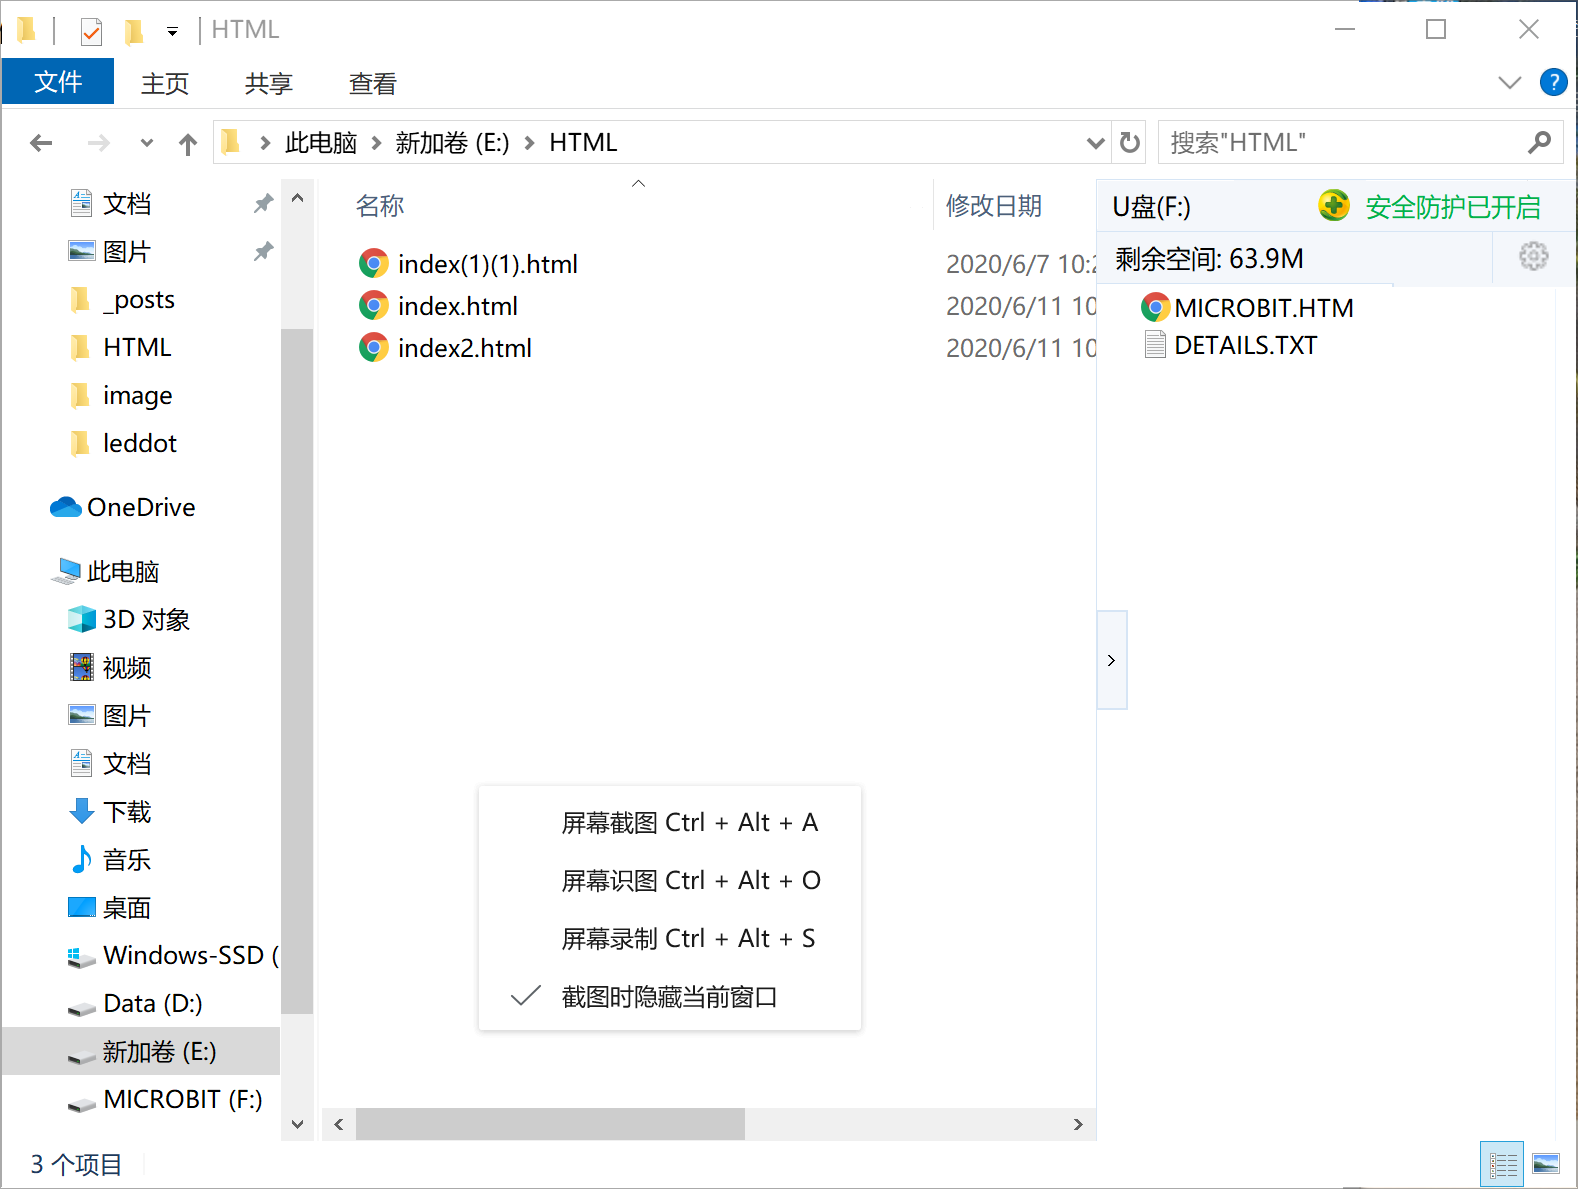 HTML
文件 主页 共享 查看
此电脑 新加卷 (E:) HTML
搜索"HTML"
文档
图片
_posts
HTML
image
leddot
OneDrive
此电脑
3D 对象
视频
图片
文档
下载
音乐
桌面
Windows-SSD (
Data (D:)
新加卷 (E:)
MICROBIT (F:)
名称 修改日期
index(1)(1).html 2020/6/7 10:2
index.html 2020/6/11 10
index2.html 2020/6/11 10
U盘(F:) 安全防护已开启
剩余空间: 63.9M
MICROBIT.HTM
DETAILS.TXT
屏幕截图 Ctrl + Alt + A
屏幕识图 Ctrl + Alt + O
屏幕录制 Ctrl + Alt + S
截图时隐藏当前窗口
3 个项目